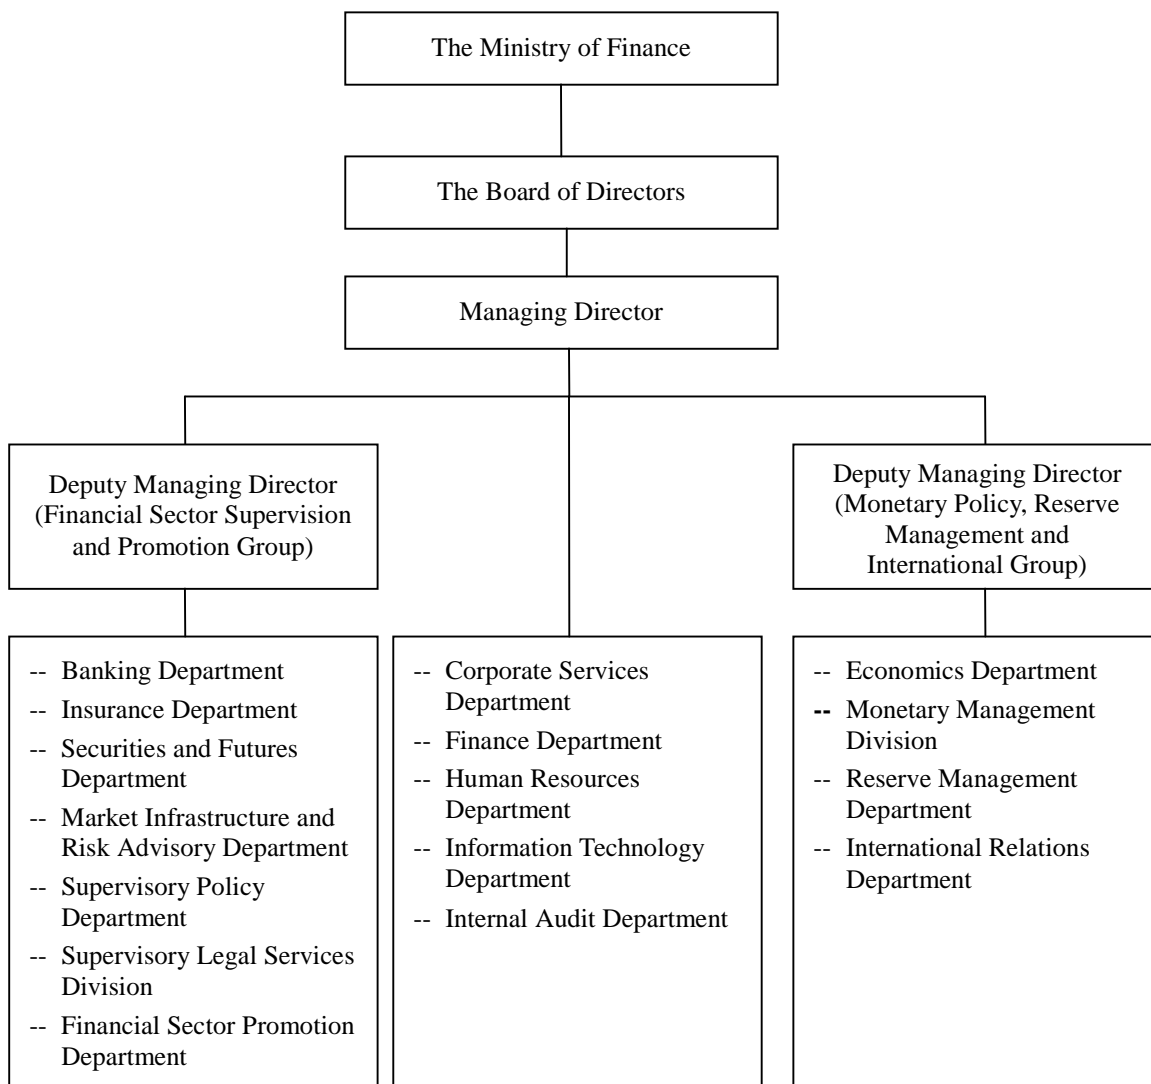 The Ministry of Finance
The Board of Directors
Managing Director
Deputy Managing Director
(Financial Sector Supervision
and Promotion Group)
Deputy Managing Director
(Monetary Policy, Reserve
Management and
International Group)
-- Banking Department
-- Insurance Department
-- Securities and Futures
Department
-- Market Infrastructure and
Risk Advisory Department
-- Supervisory Policy
Department
-- Supervisory Legal Services
Division
-- Financial Sector Promotion
Department
-- Corporate Services
Department
-- Finance Department
-- Human Resources
Department
-- Information Technology
Department
-- Internal Audit Department
-- Economics Department
-- Monetary Management
Division
-- Reserve Management
Department
-- International Relations
Department